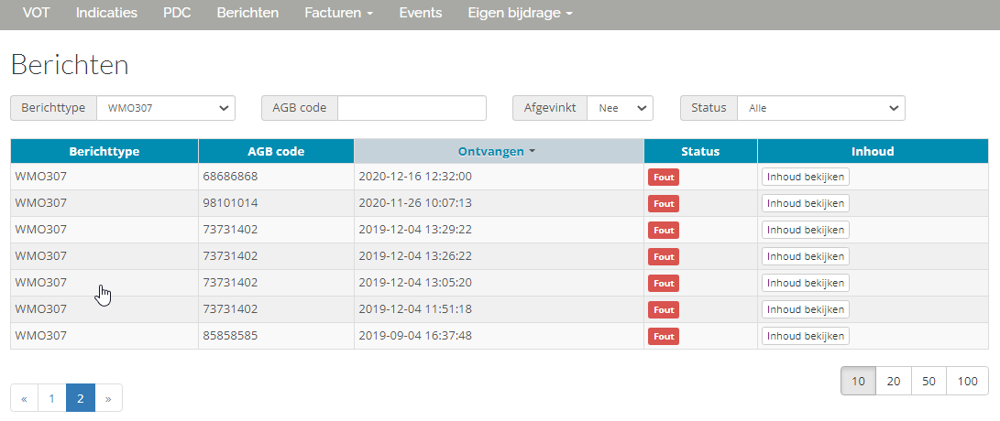 VOT Indicaties PDC Berichten Facturen Events Eigen bijdrage
Berichten
Berichttype WMO307 AGB code Afgevinkt Nee Status Alle
Berichttype AGB code Ontvangen Status Inhoud
WMO307 68686868 2020-12-16 12:32:00 Fout Inhoud bekijken
WMO307 98101014 2020-11-26 10:07:13 Fout Inhoud bekijken
WMO307 73731402 2019-12-04 13:29:22 Fout Inhoud bekijken
WMO307 73731402 2019-12-04 13:26:22 Fout Inhoud bekijken
WMO307 73731402 2019-12-04 13:05:20 Fout Inhoud bekijken
WMO307 73731402 2019-12-04 11:51:18 Fout Inhoud bekijken
WMO307 85858585 2019-09-04 16:37:48 Fout Inhoud bekijken
10 20 50 100
« 1 2 »